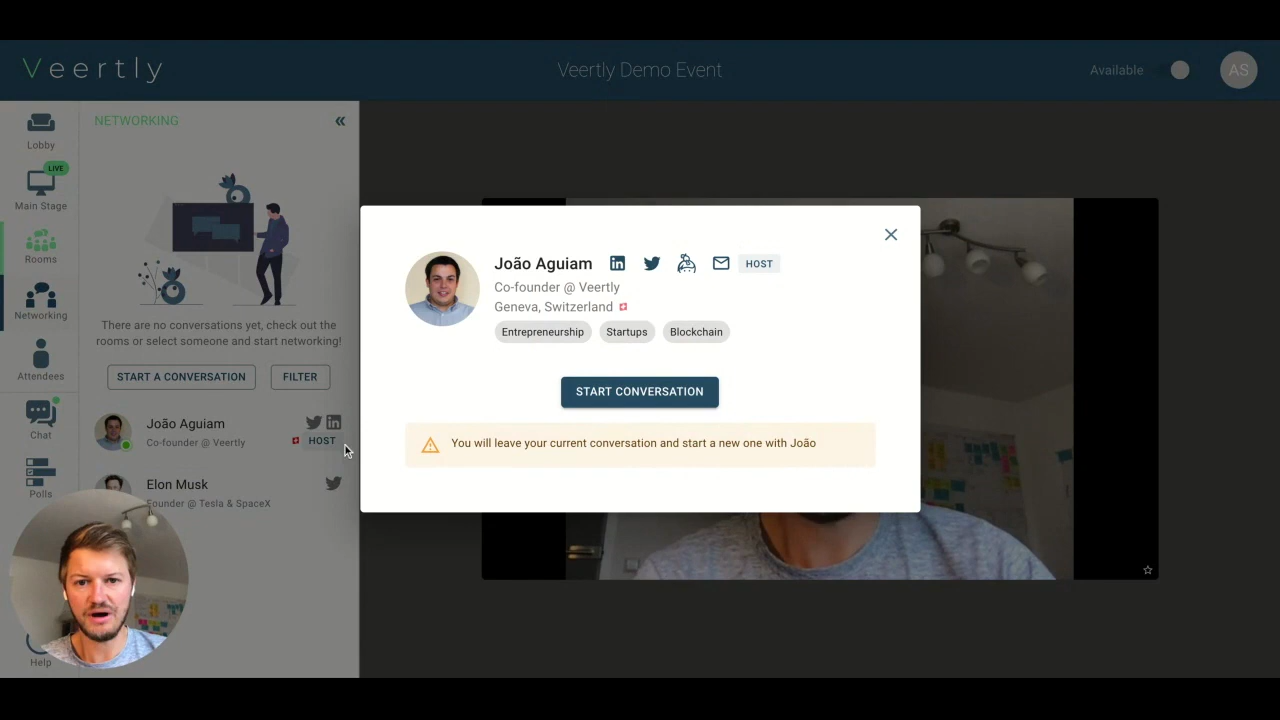 Veertly
Veertly Demo Event
Available
AS
Lobby
LIVE
Main Stage
Rooms
Networking
Attendees
Chat
Polls
Help
NETWORKING
There are no conversations yet, check out the
rooms or select someone and start networking!
START A CONVERSATION
FILTER
João Aguiam
Co-founder @ Veertly
HOST
Elon Musk
Founder @ Tesla & SpaceX
João Aguiam
HOST
Co-founder @ Veertly
Geneva, Switzerland
Entrepreneurship
Startups
Blockchain
START CONVERSATION
You will leave your current conversation and start a new one with João